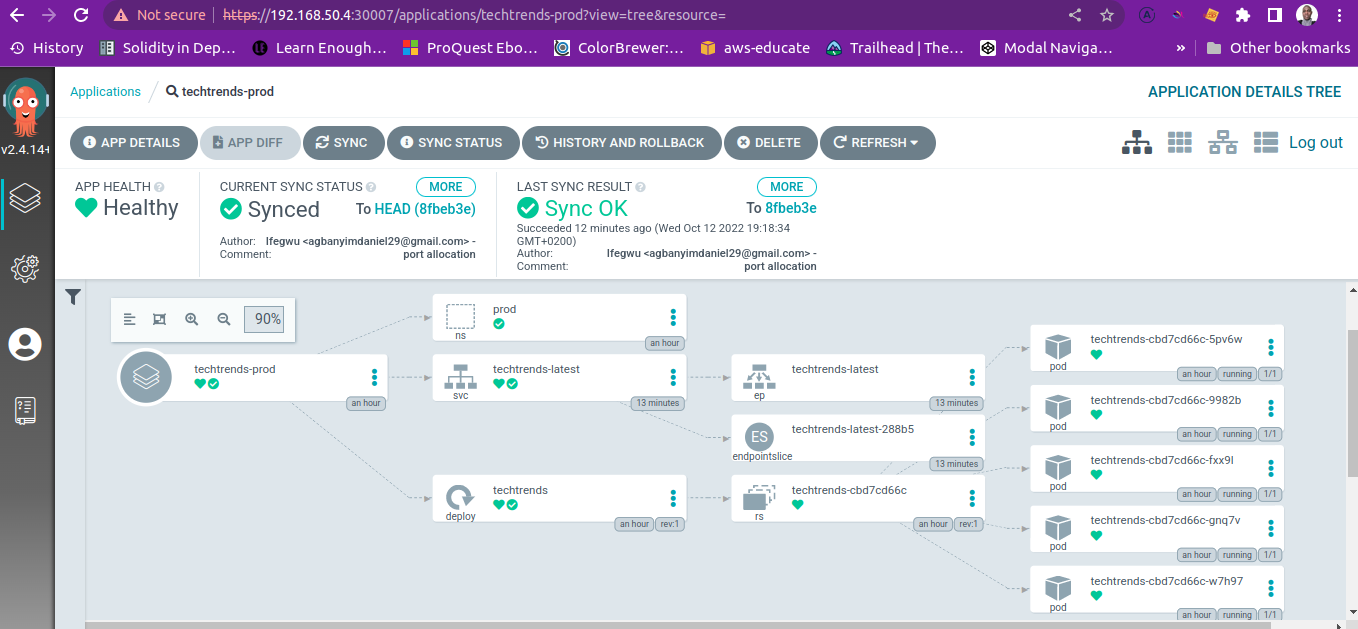 Not secure https://192.168.50.4:30007/applications/techtrends-prod?view=tree&resource=
History Solidity in Dep… Learn Enough… ProQuest Ebo… ColorBrewer:… aws-educate Trailhead | The… Modal Naviga… » Other bookmarks
v2.4.14+
Applications techtrends-prod APPLICATION DETAILS TREE
APP DETAILS APP DIFF SYNC SYNC STATUS HISTORY AND ROLLBACK DELETE REFRESH Log out
APP HEALTH
Healthy
CURRENT SYNC STATUS MORE
Synced To HEAD (8fbeb3e)
Author: Ifegwu <agbanyimdaniel29@gmail.com> -
Comment: port allocation
LAST SYNC RESULT MORE
Sync OK To 8fbeb3e
Succeeded 12 minutes ago (Wed Oct 12 2022 19:18:34
GMT+0200)
Author: Ifegwu <agbanyimdaniel29@gmail.com> -
Comment: port allocation
90%
techtrends-prod
an hour
prod
ns
an hour
techtrends-latest
svc
13 minutes
techtrends
deploy
an hour rev:1
techtrends-latest
ep
13 minutes
ES
techtrends-latest-288b5
endpointslice
13 minutes
techtrends-cbd7cd66c
rs
an hour rev:1
techtrends-cbd7cd66c-5pv6w
pod
an hour running 1/1
techtrends-cbd7cd66c-9982b
pod
an hour running 1/1
techtrends-cbd7cd66c-fxx9l
pod
an hour running 1/1
techtrends-cbd7cd66c-gnq7v
pod
an hour running 1/1
techtrends-cbd7cd66c-w7h97
pod
an hour running 1/1